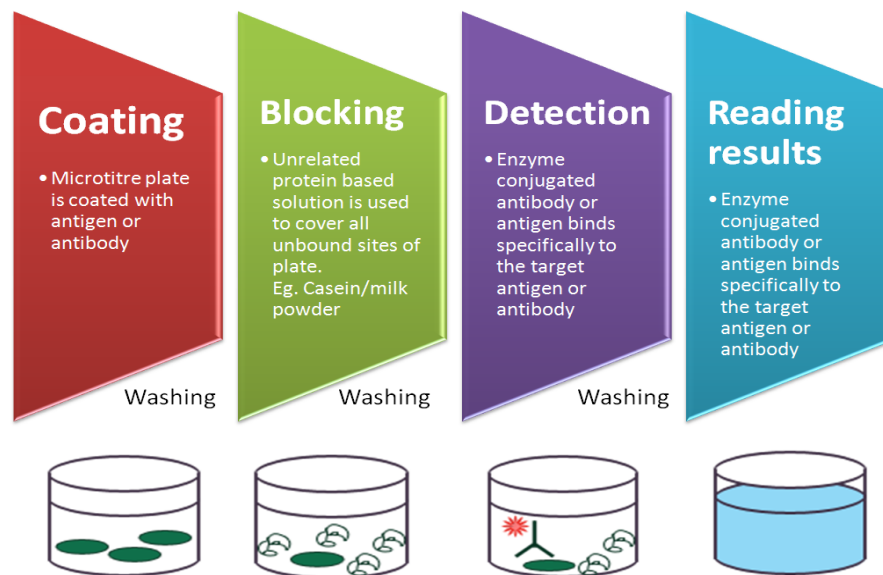 Coating
• Microtitre plate
is coated with
antigen or
antibody
Washing
Blocking
• Unrelated
protein based
solution is used
to cover all
unbound sites of
plate.
Eg. Casein/milk
powder
Washing
Detection
• Enzyme
conjugated
antibody or
antigen binds
specifically to
the target
antigen or
antibody
Washing
Reading
results
• Enzyme
conjugated
antibody or
antigen binds
specifically to
the target
antigen or
antibody